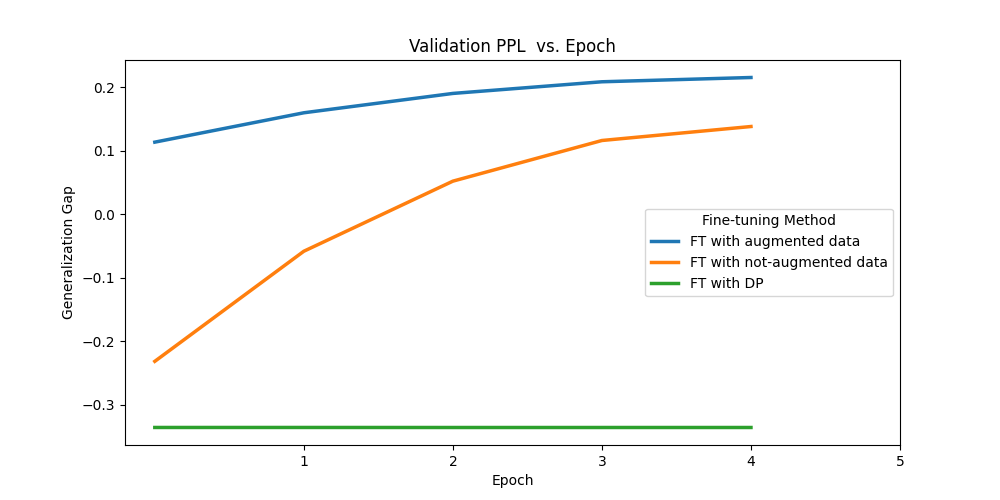 Validation PPL  vs. Epoch
Generalization Gap
0.2
0.1
0.0
−0.1
−0.2
−0.3
Fine-tuning Method
FT with augmented data
FT with not-augmented data
FT with DP
1 2 3 4 5
Epoch